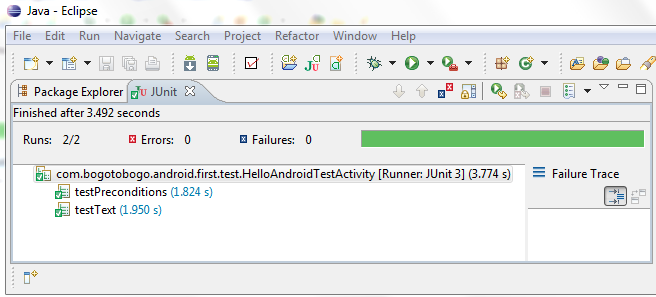 Java - Eclipse
File Edit Run Navigate Search Project Refactor Window Help
Package Explorer JUnit
Finished after 3.492 seconds
Runs: 2/2 Errors: 0 Failures: 0
com.bogotobogo.android.first.test.HelloAndroidTestActivity [Runner: JUnit 3] (3.774 s)
Failure Trace
testPreconditions (1.824 s)
testText (1.950 s)